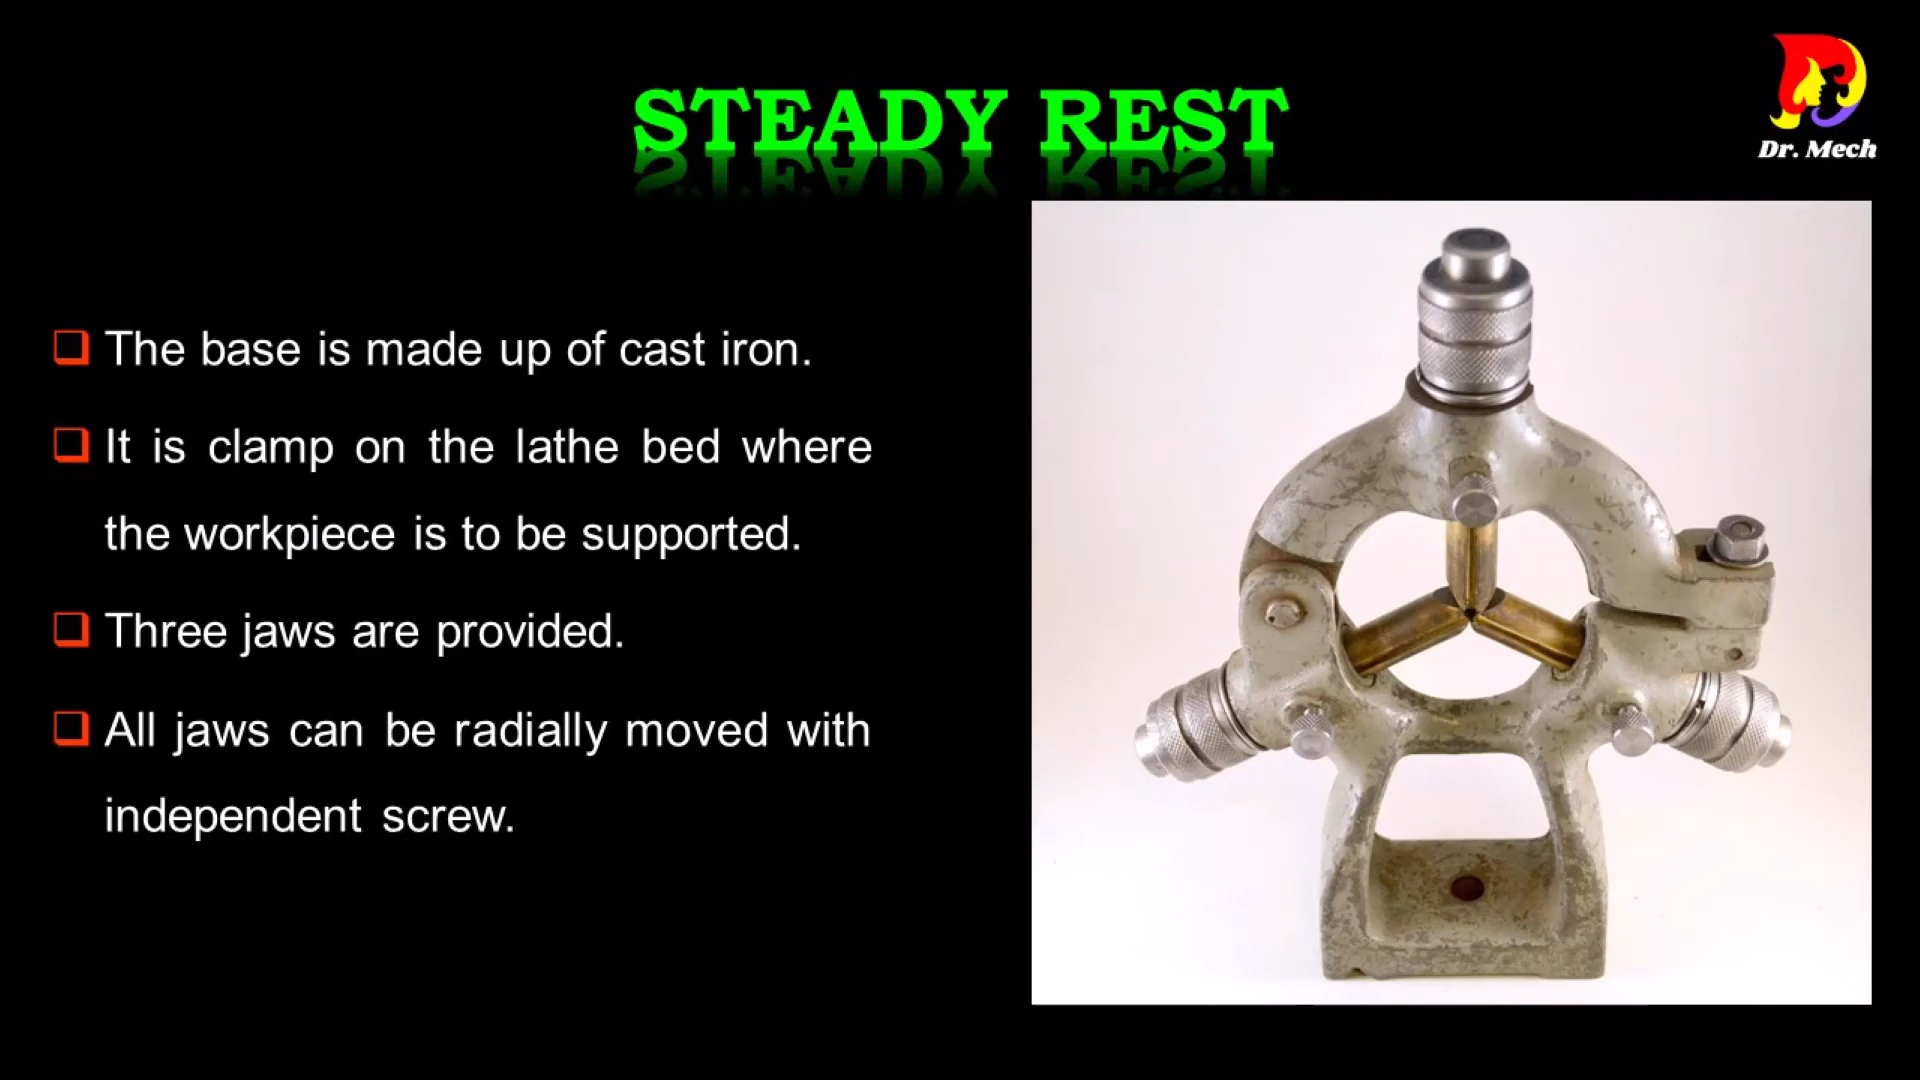 STEADY REST
Dr. Mech
The base is made up of cast iron.
It is clamp on the lathe bed where
the workpiece is to be supported.
Three jaws are provided.
All jaws can be radially moved with
independent screw.